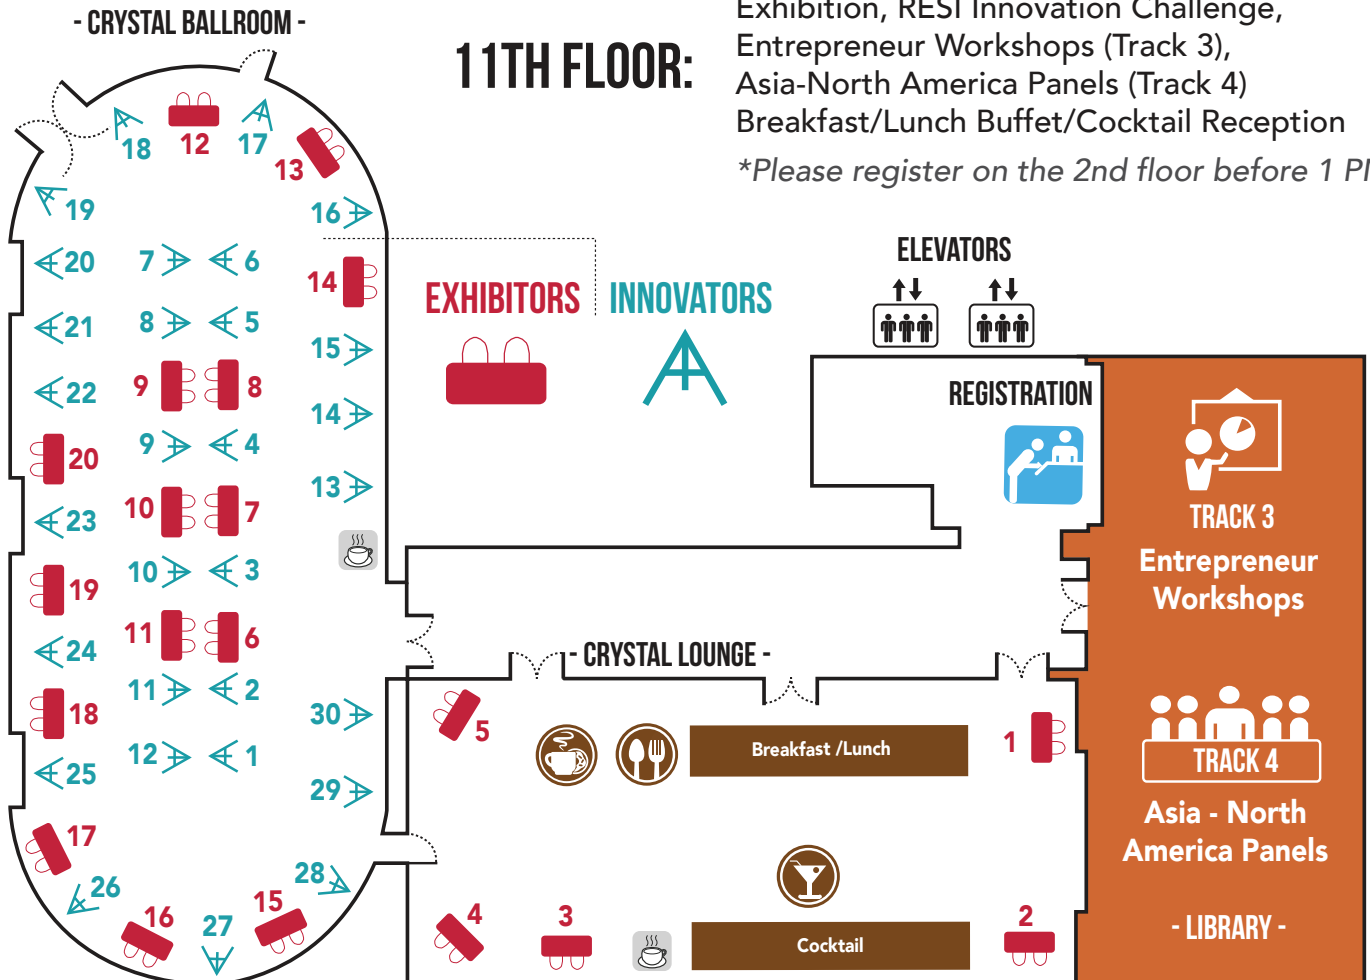 - CRYSTAL BALLROOM -
11TH FLOOR:
Exhibition, RESI Innovation Challenge,
Entrepreneur Workshops (Track 3),
Asia-North America Panels (Track 4)
Breakfast/Lunch Buffet/Cocktail Reception
*Please register on the 2nd floor before 1 P
18
12
17
13
19
16
20
7
6
14
21
8
5
15
22
9
8
14
20
9
4
13
23
10
7
19
10
3
24
11
6
18
11
2
30
25
12
1
29
17
26
16
27
15
28
EXHIBITORS
INNOVATORS
ELEVATORS
REGISTRATION
- CRYSTAL LOUNGE -
5
Breakfast /Lunch
1
4
3
Cocktail
2
TRACK 3
Entrepreneur
Workshops
TRACK 4
Asia - North
America Panels
- LIBRARY -